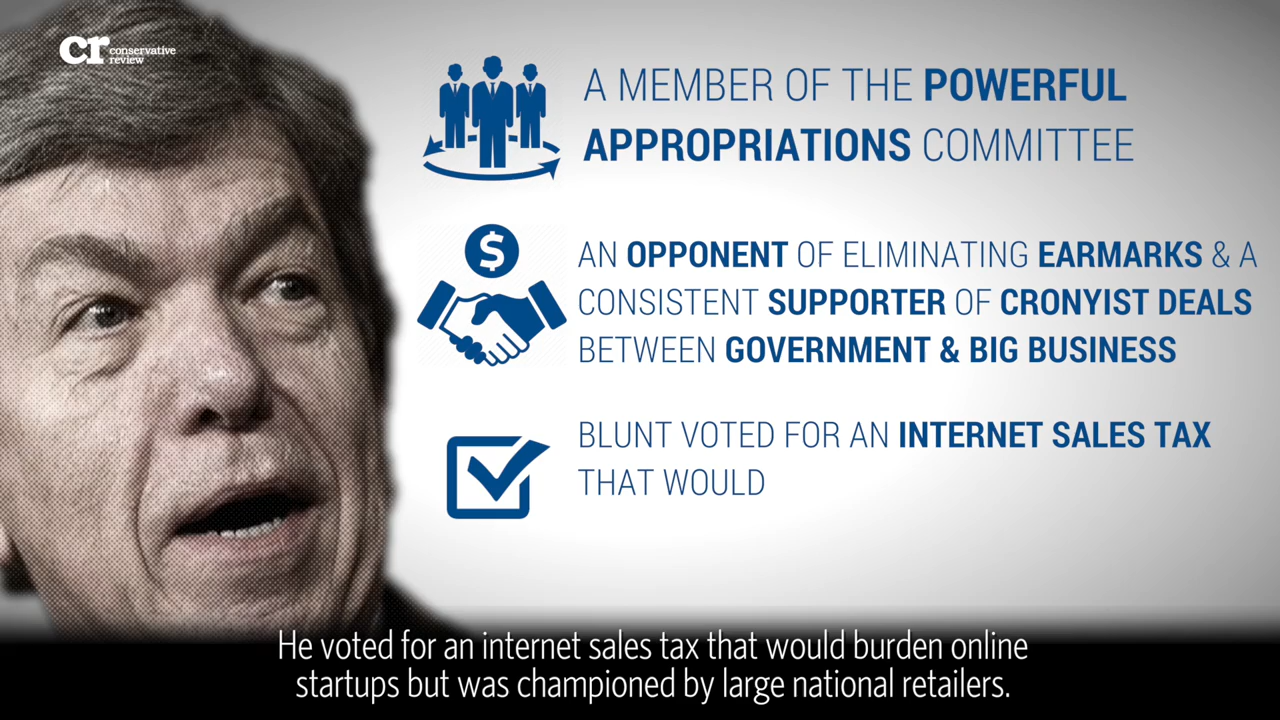 cr conservative
review
A MEMBER OF THE POWERFUL
APPROPRIATIONS COMMITTEE
$
AN OPPONENT OF ELIMINATING EARMARKS & A
CONSISTENT SUPPORTER OF CRONYIST DEALS
BETWEEN GOVERNMENT & BIG BUSINESS
BLUNT VOTED FOR AN INTERNET SALES TAX
THAT WOULD
He voted for an internet sales tax that would burden online
startups but was championed by large national retailers.